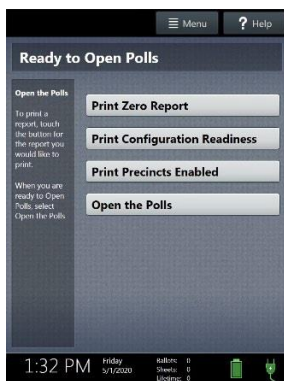 Menu
? Help
Ready to Open Polls
Open the Polls
To print a
report, touch
the button for
the report you
would like to
print.
When you are
ready to Open
Polls, select
Open the Polls
Print Zero Report
Print Configuration Readiness
Print Precincts Enabled
Open the Polls
1:32 PM
Friday
5/1/2020
Ballots: 0
Sheets: 0
Lifetime: 0